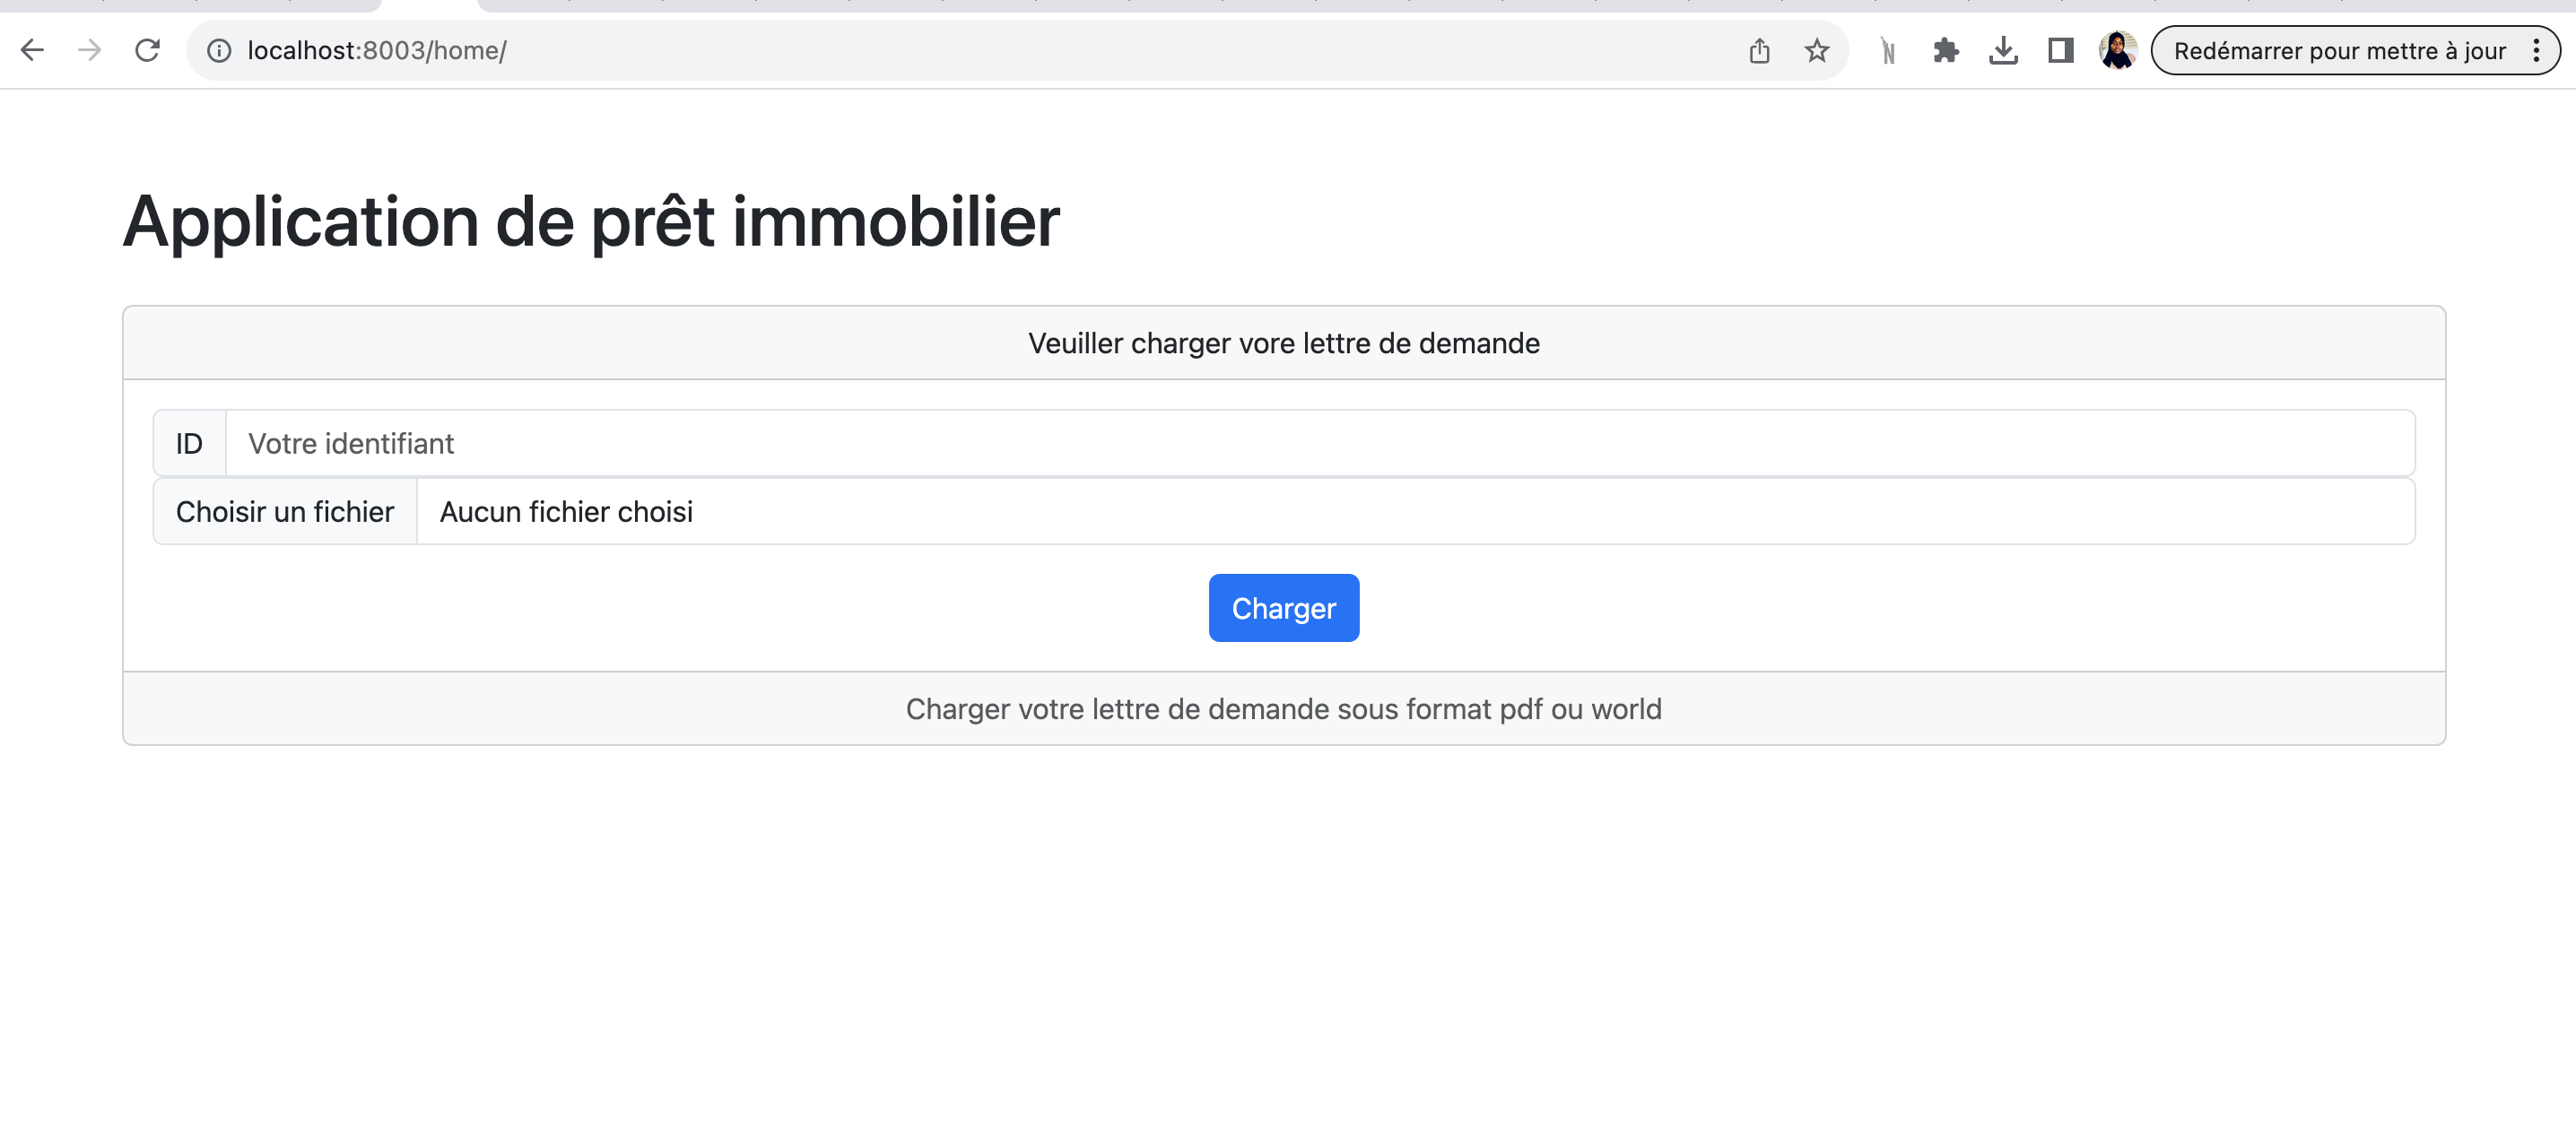 localhost:8003/home/
Redémarrer pour mettre à jour
Application de prêt immobilier
Veuiller charger vore lettre de demande
ID Votre identifiant
Choisir un fichier Aucun fichier choisi
Charger
Charger votre lettre de demande sous format pdf ou world